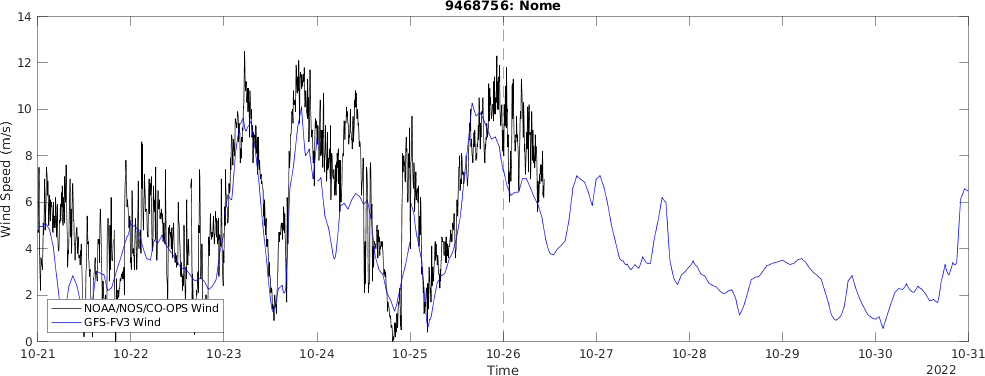 9468756: Nome
14
12
10
8
6
4
2
0
Wind Speed (m/s)
NOAA/NOS/CO-OPS Wind
GFS-FV3 Wind
10-21 10-22 10-23 10-24 10-25 10-26 10-27 10-28 10-29 10-30 10-31
Time
2022